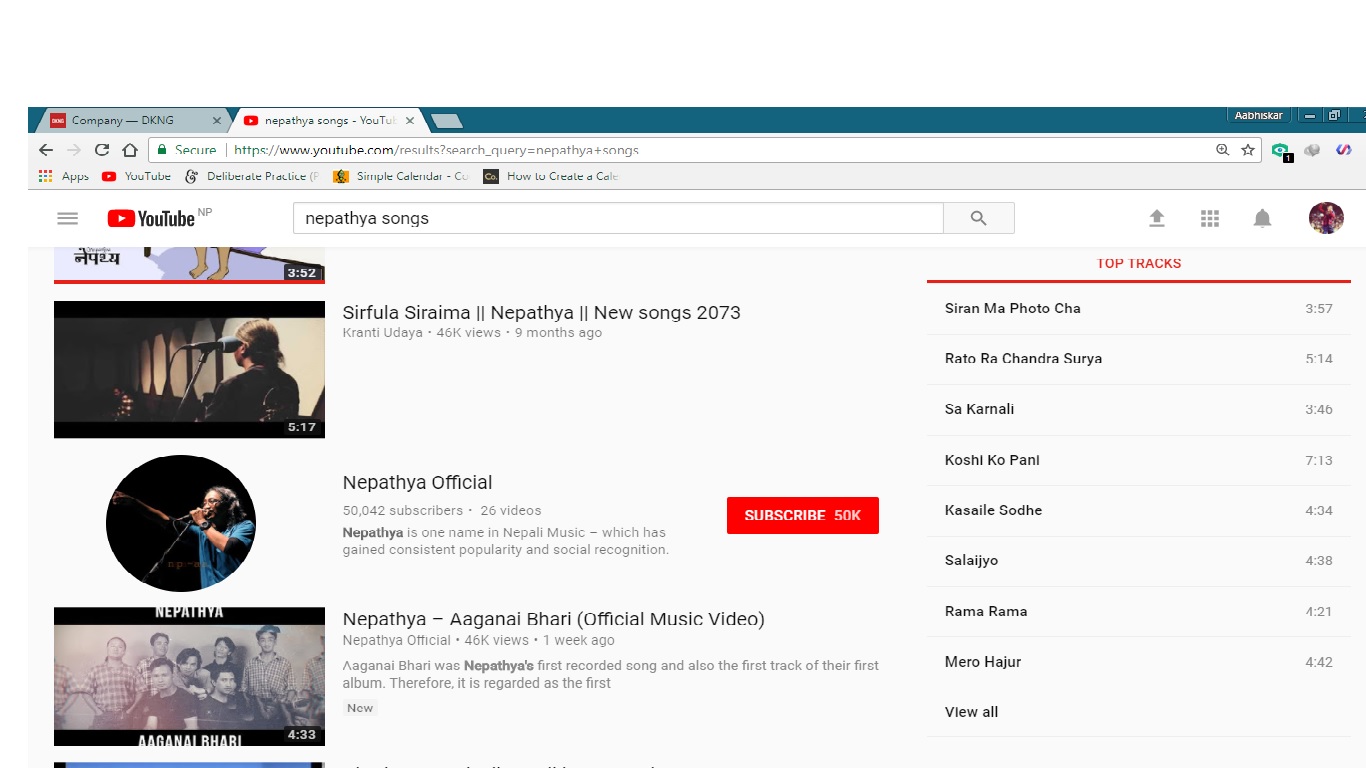 Company — DKNG
nepathya songs - YouTu
Aabhiskar
Secure
https://www.youtube.com/results?search_query=nepathya+songs
1
Apps
YouTube
Deliberate Practice (P
Simple Calendar - Co
Co.
How to Create a Cale
YouTube NP
nepathya songs
नेपथ्य
3:52
Sirfula Siraima || Nepathya || New songs 2073
Kranti Udaya • 46K views • 9 months ago
5:17
Nepathya Official
50,042 subscribers • 26 videos
Nepathya is one name in Nepali Music – which has
gained consistent popularity and social recognition.
SUBSCRIBE 50K
NEPATHYA
AAGANAI BHARI
4:33
Nepathya – Aaganai Bhari (Official Music Video)
Nepathya Official • 46K views • 1 week ago
Aaganai Bhari was Nepathya's first recorded song and also the first track of their first
album. Therefore, it is regarded as the first
New
TOP TRACKS
Siran Ma Photo Cha 3:57
Rato Ra Chandra Surya 5:14
Sa Karnali 3:46
Koshi Ko Pani 7:13
Kasaile Sodhe 4:34
Salaijyo 4:38
Rama Rama 4:21
Mero Hajur 4:42
View all